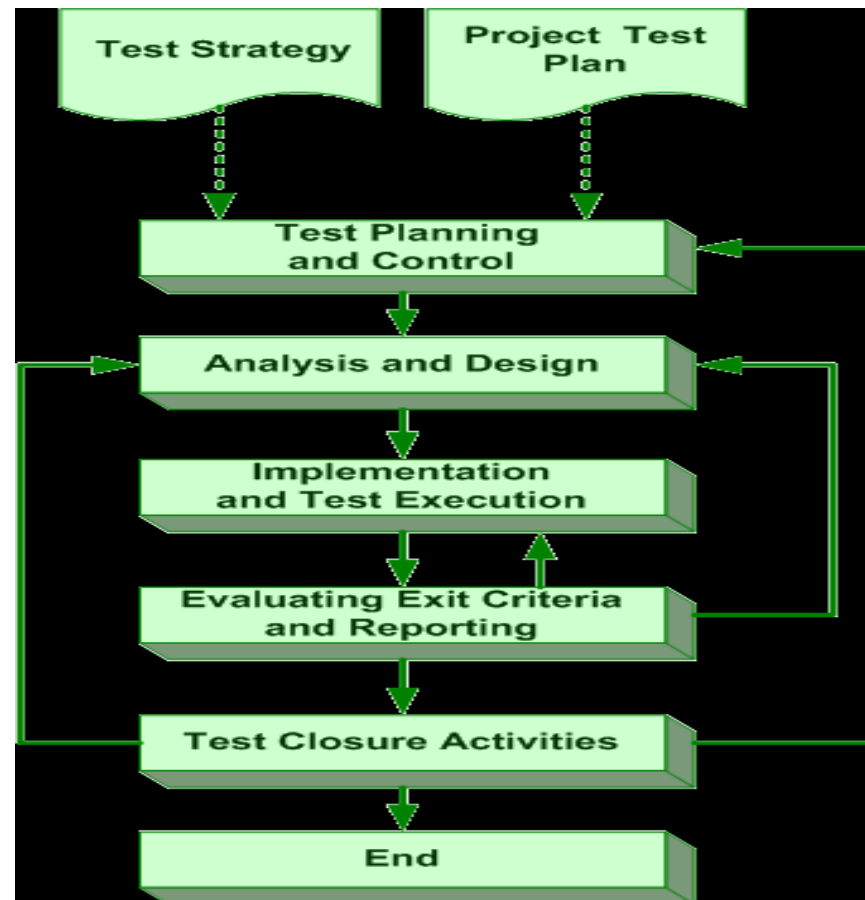 Test Strategy
Project Test
Plan
Test Planning
and Control
Analysis and Design
Implementation
and Test Execution
Evaluating Exit Criteria
and Reporting
Test Closure Activities
End